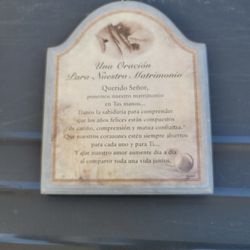 Una Oración
Para Nuestro Matrimonio
Querido Señor,
ponemos nuestro matrimonio
en Tus manos...
Danos la sabiduría para comprender
que los años felices están compuestos
de cariño, comprensión y mutua confianza.
Que nuestros corazones estén siempre abiertos
para cada uno y para Ti...
Y que nuestro amor aumente día a día
al compartir toda una vida juntos.